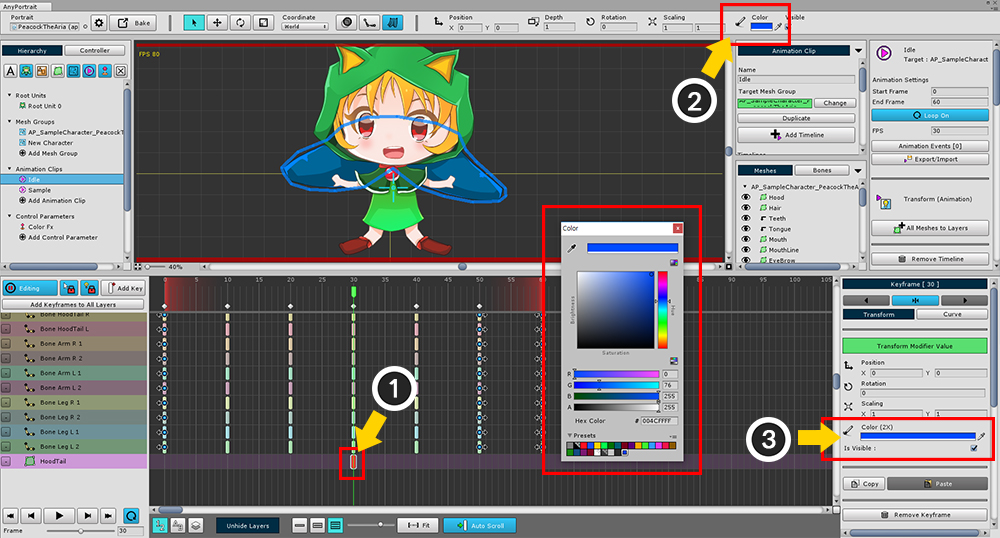 AnyPortrait
Portrait
PeacockTheAria (ap
Bake
Coordinate
World
Position
0
0
Depth
1
Rotation
0
Scaling
1
1
Color
Visible
Hierarchy
Controller
Root Units
Root Unit 0
Mesh Groups
AP_SampleCharacter_PeacockT
New Character
Add Mesh Group
Animation Clips
Idle
Sample
Add Animation Clip
Control Parameters
Color Fx
Add Control Parameter
FPS 80
40%
2
Animation Clip
Name
Idle
Target Mesh Group
Change
Duplicate
Add Timeline
Timelines
Meshes
Bones
AP_SampleCharacter_PeacockTheA
Hood
Hair
Teeth
Tongue
Mouth
MouthLine
EyeBrow
Idle
Target : AP_SampleCharact
Animation Settings
Start Frame
0
End Frame
60
Loop On
FPS
30
Animation Events [0]
Export/Import
Transform (Animation)
All Meshes to Layers
Remove Timeline
Color
Brightness
Hue
Saturation
R
0
G
76
B
255
A
255
Hex Color
# 004CFFFF
Presets
Editing
Add Key
Add Keyframes to All Layers
0
5
10
15
20
25
30
35
40
45
50
55
60
90
95
100
105
Bone HoodTail R
Bone HoodTail L
Bone Arm R 1
Bone Arm R 2
Bone Arm L 1
Bone Arm L 2
Bone Leg R 1
Bone Leg R 2
Bone Leg L 1
Bone Leg L 2
HoodTail
1
Frame
30
Unhide Layers
Fit
Auto Scroll
Keyframe [ 30 ]
Transform
Curve
Transform Modifier Value
Position
X
0
Y
0
Rotation
0
Scaling
X
1
Y
1
3
Color (2X)
Is Visible :
Copy
Paste
Remove Keyframe